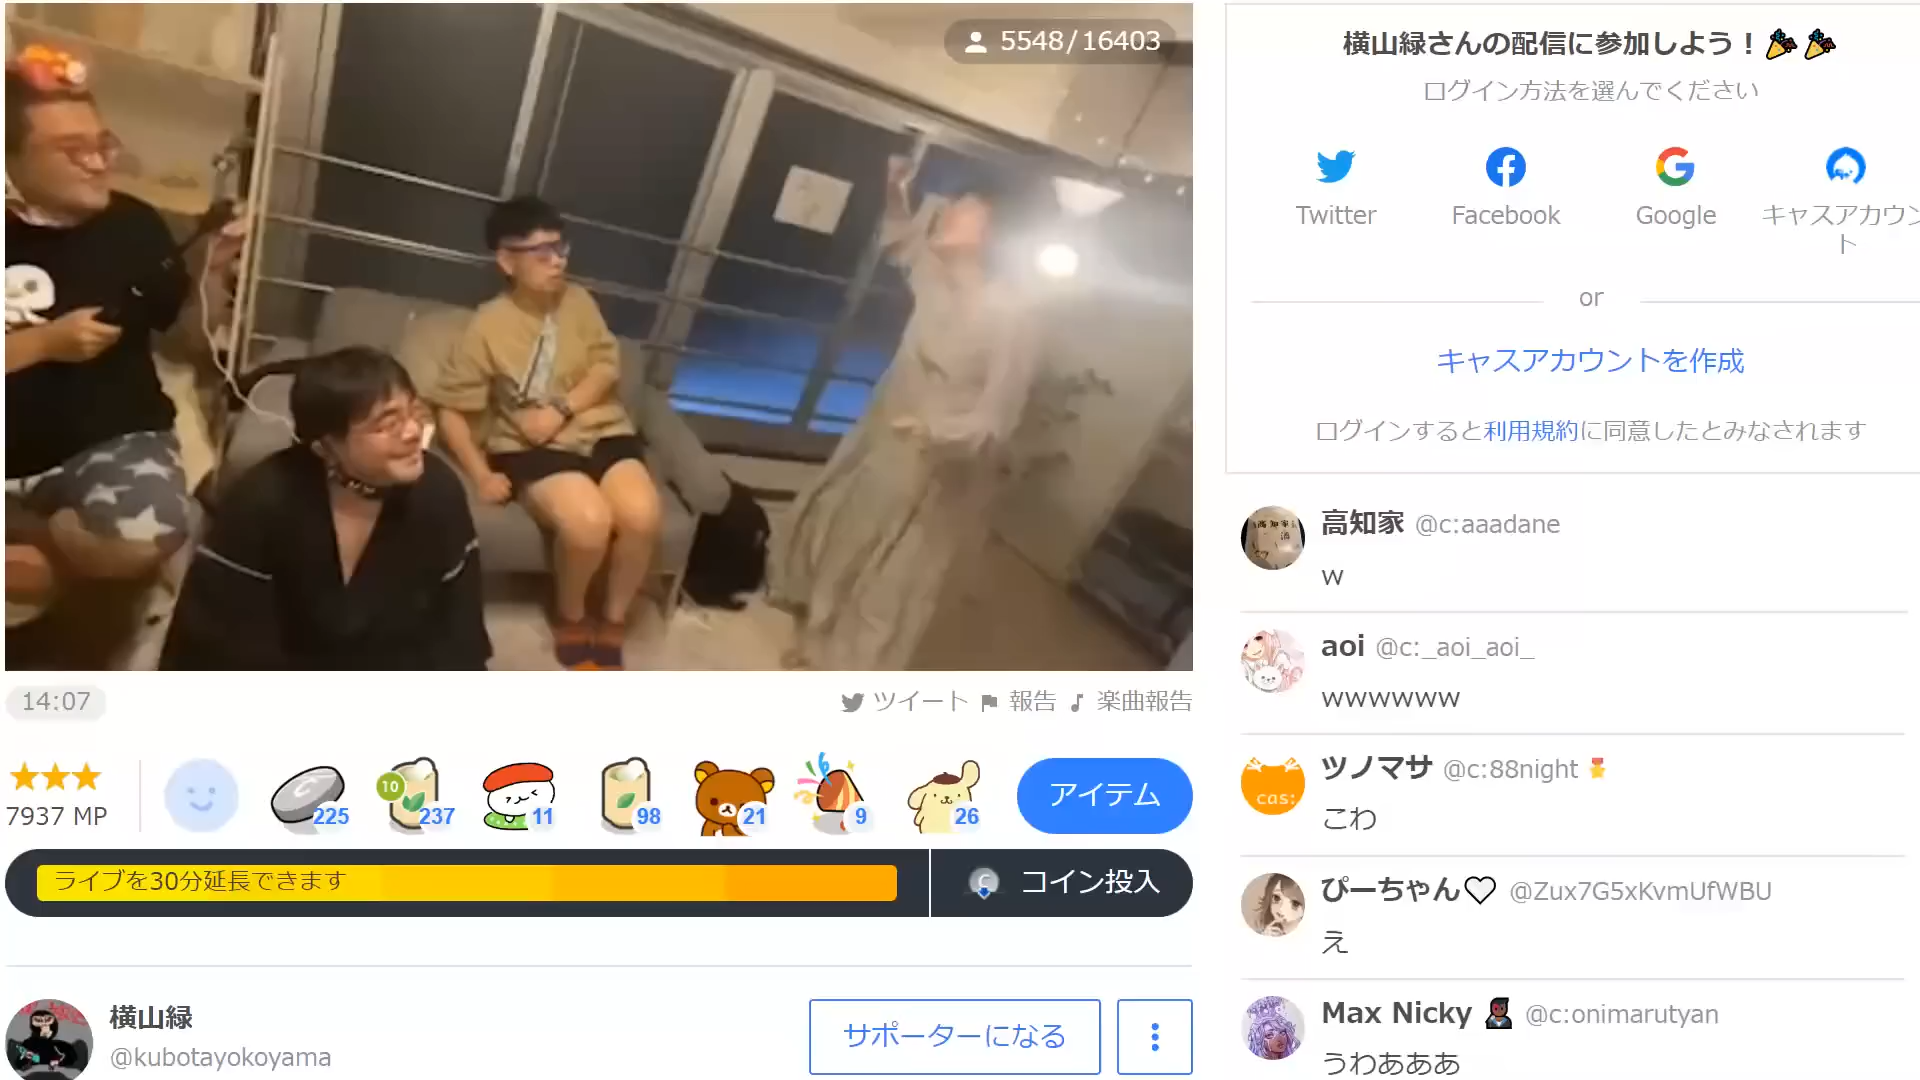 5548/16403
14:07
ツイート 報告 楽曲報告
7937 MP
225
10
237
11
98
21
9
26
アイテム
ライブを30分延長できます
コイン投入
横山緑
@kubotayokoyama
サポーターになる
横山緑さんの配信に参加しよう!
ログイン方法を選んでください
Twitter
Facebook
Google
キャスアカウン
ト
or
キャスアカウントを作成
ログインすると利用規約に同意したとみなされます
高知家 @c:aaadane
w
aoi @c:_aoi_aoi_
wwwwww
ツノマサ @c:88night
cas:
こわ
ぴーちゃん♡ @Zux7G5xKvmUfWBU
え
Max Nicky @c:onimarutyan
うわあああ